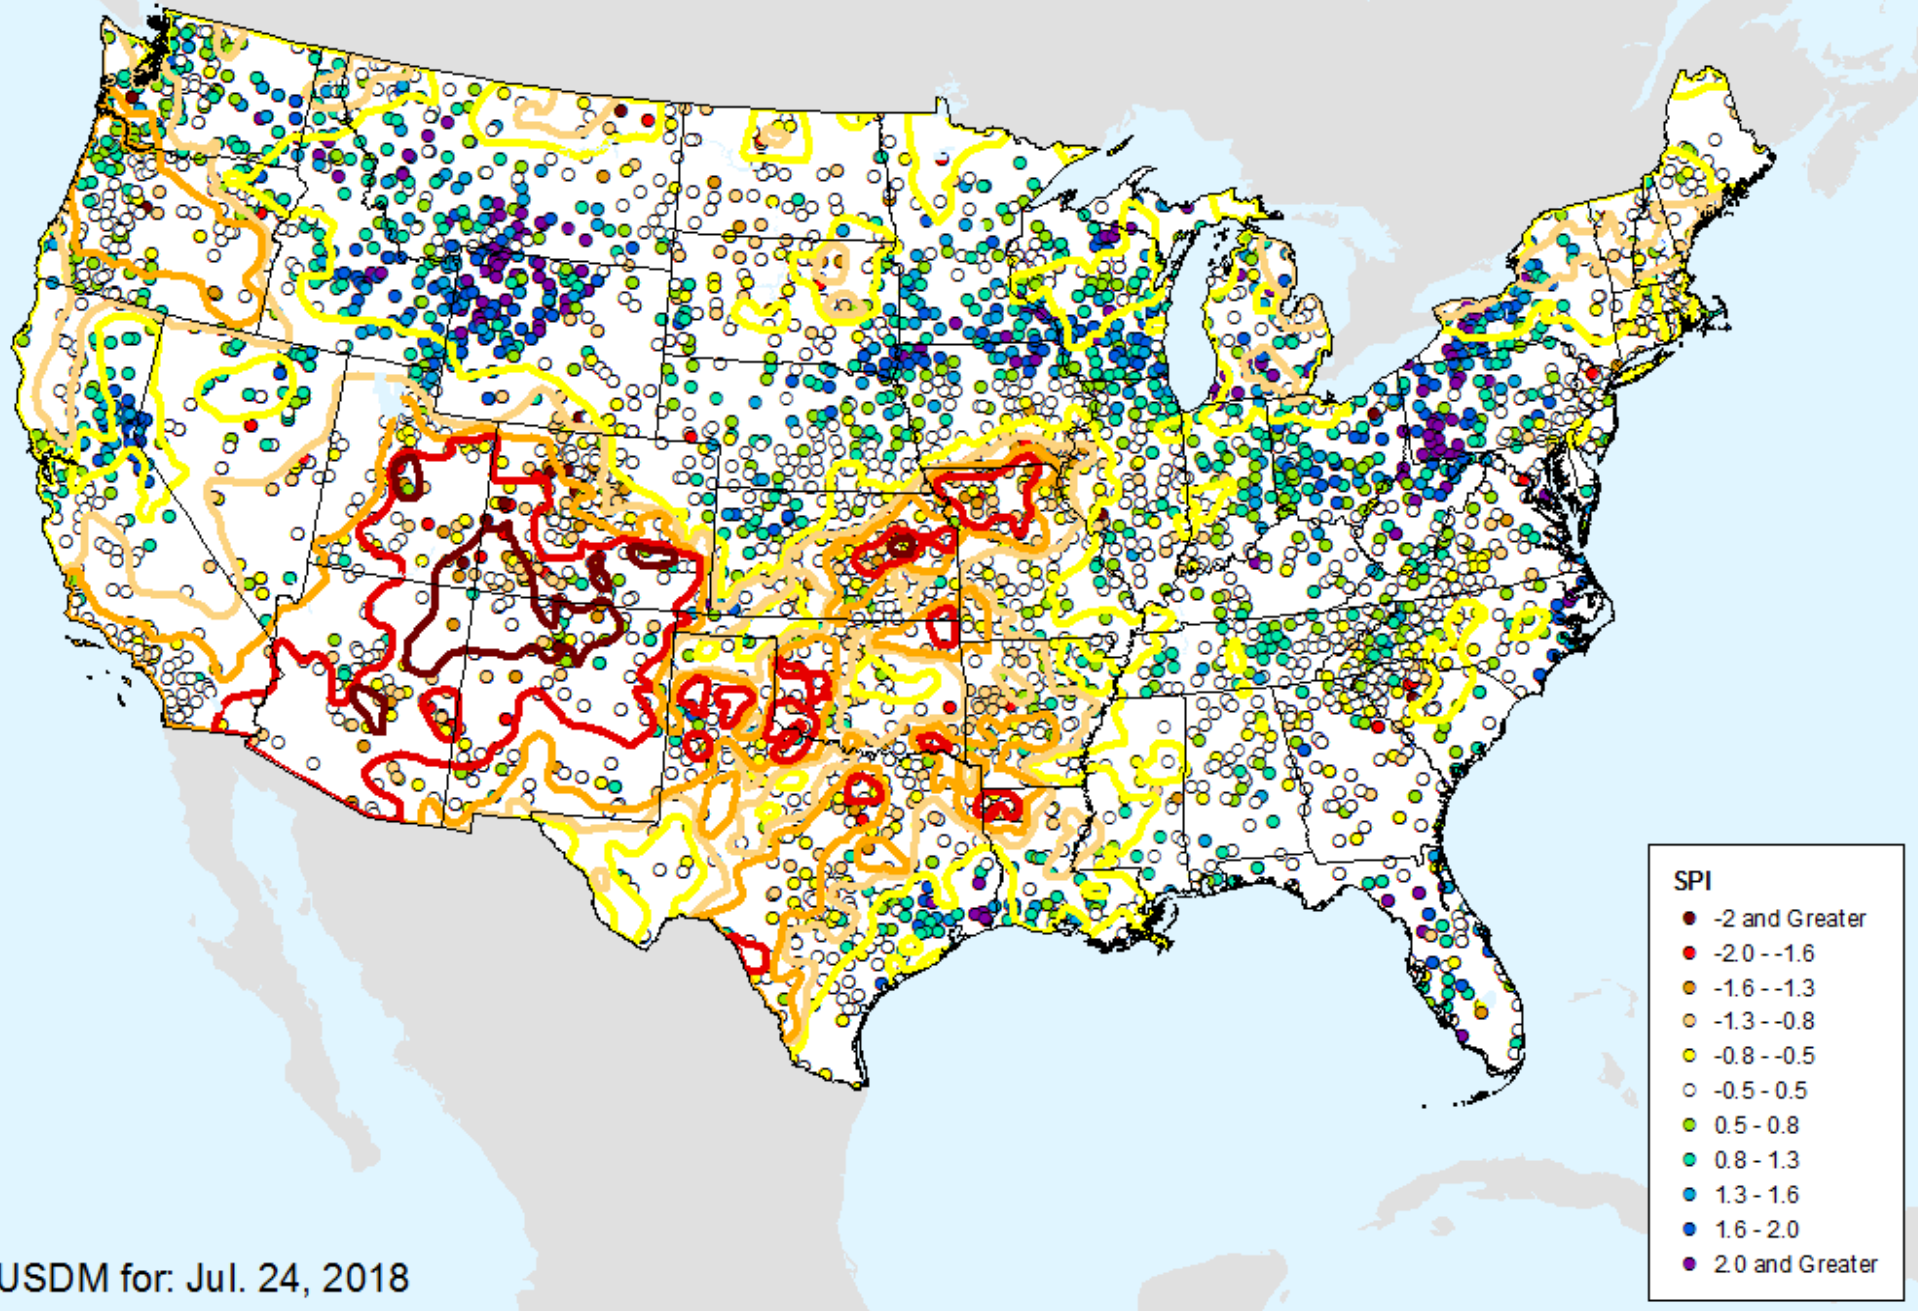 SPI
-2 and Greater
-2.0 - -1.6
-1.6 - -1.3
-1.3 - -0.8
-0.8 - -0.5
-0.5 - 0.5
0.5 - 0.8
0.8 - 1.3
1.3 - 1.6
1.6 - 2.0
2.0 and Greater
USDM for: Jul. 24, 2018